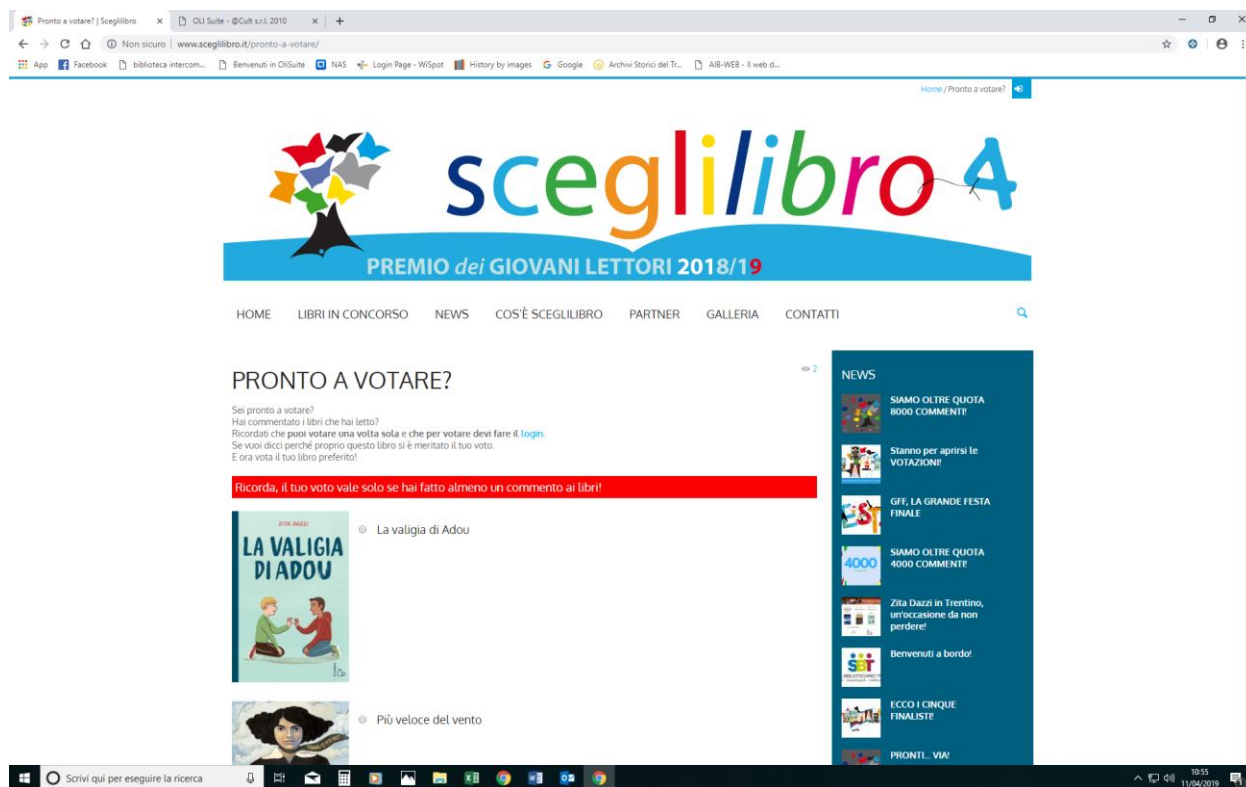 Pronto a votare? | Sceglilibro
OLI Suite - @Cult s.r.l. 2010
Non sicuro | www.sceglilibro.it/pronto-a-votare/
App Facebook biblioteca intercom... Benvenuti in OliSuite NAS Login Page - WiSpot History by images Google Archivi Storici del Tr... AIB-WEB - Il web d...
Home / Pronto a votare?
sceglilibro 4
PREMIO dei GIOVANI LETTORI 2018/19
HOME LIBRI IN CONCORSO NEWS COS'È SCEGLILIBRO PARTNER GALLERIA CONTATTI
PRONTO A VOTARE?
2
Sei pronto a votare?
Hai commentato i libri che hai letto?
Ricordati che puoi votare una volta sola e che per votare devi fare il login.
Se vuoi dicci perché proprio questo libro si è meritato il tuo voto.
E ora vota il tuo libro preferito!
Ricorda, il tuo voto vale solo se hai fatto almeno un commento ai libri!
ZITA DAZZI
LA VALIGIA
DI ADOU
La valigia di Adou
Più veloce del vento
NEWS
SIAMO OLTRE QUOTA
8000 COMMENTI!
Stanno per aprirsi le
VOTAZIONI!
GFF, LA GRANDE FESTA
FINALE
4000
SIAMO OLTRE QUOTA
4000 COMMENTI!
Zita Dazzi in Trentino,
un'occasione da non
perdere!
SBT
Benvenuti a bordo!
ECCO I CINQUE
FINALISTI!
PRONTI... VIA!
Scrivi qui per eseguire la ricerca
10:55
11/04/2019